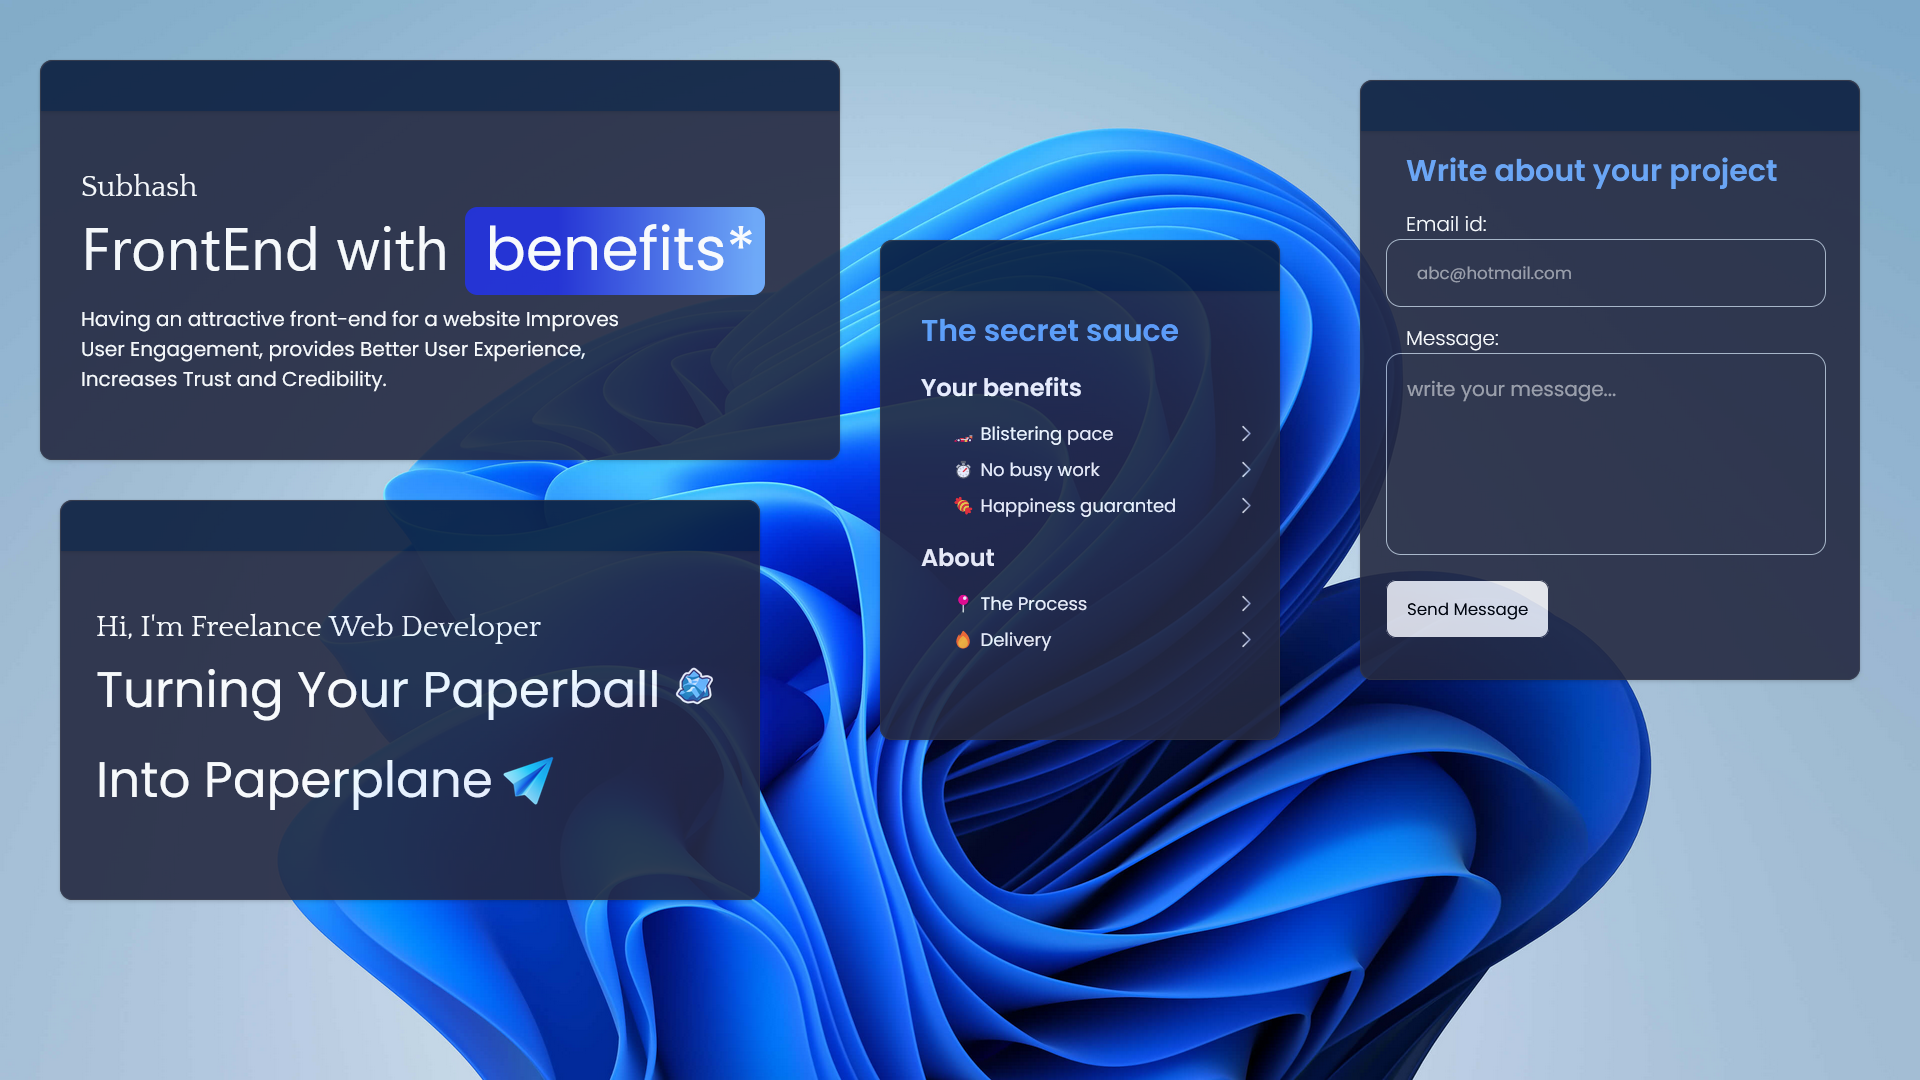 Subhash
FrontEnd with benefits*
Having an attractive front-end for a website Improves
User Engagement, provides Better User Experience,
Increases Trust and Credibility.
Hi, I'm Freelance Web Developer
Turning Your Paperball
Into Paperplane
The secret sauce
Your benefits
Blistering pace
No busy work
Happiness guaranted
About
The Process
Delivery
Write about your project
Email id:
abc@hotmail.com
Message:
write your message...
Send Message